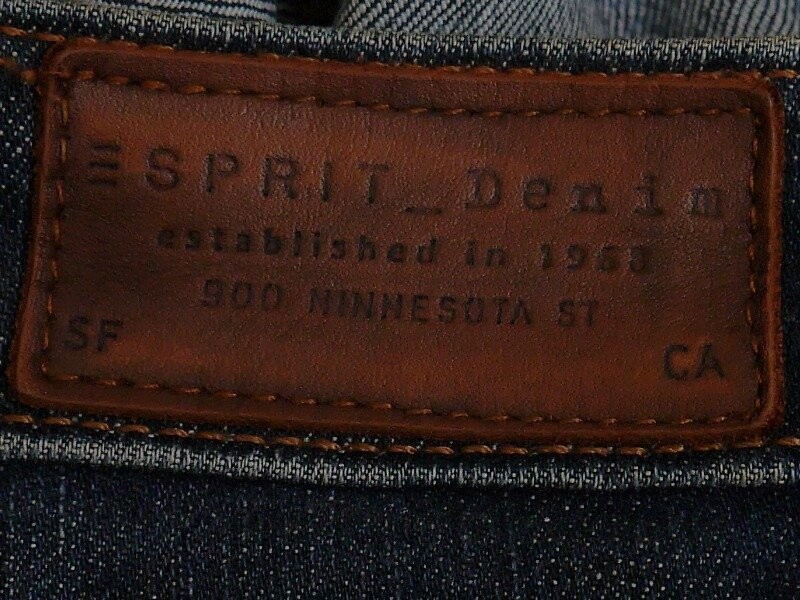 ESPRIT_Denim
established in 1968
900 MINNESOTA ST
SF
CA